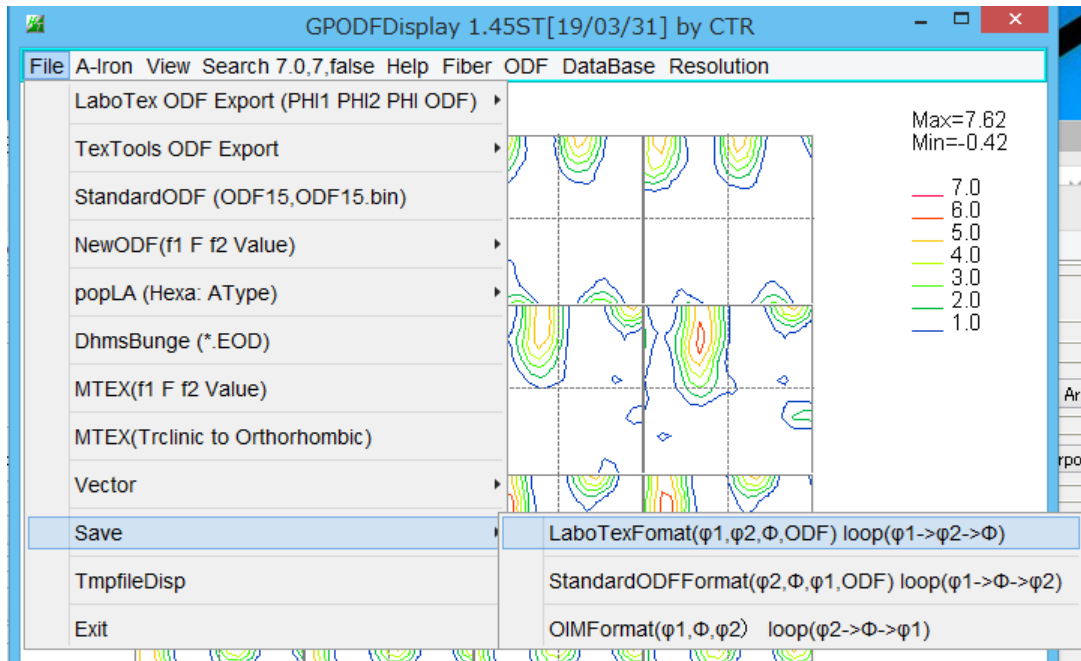 GPODFDisplay 1.45ST[19/03/31] by CTR
File A-Iron View Search 7.0,7,false Help Fiber ODF DataBase Resolution
LaboTex ODF Export (PHI1 PHI2 PHI ODF)
TexTools ODF Export
StandardODF (ODF15,ODF15.bin)
NewODF(f1 F f2 Value)
popLA (Hexa: AType)
DhmsBunge (*.EOD)
MTEX(f1 F f2 Value)
MTEX(Trclinic to Orthorhombic)
Vector
Save
TmpfileDisp
Exit
LaboTexFomat(φ1,φ2,Φ,ODF) loop(φ1->φ2->Φ)
StandardODFFormat(φ2,Φ,φ1,ODF) loop(φ1->Φ->φ2)
OIMFormat(φ1,Φ,φ2) loop(φ2->Φ->φ1)
Max=7.62
Min=-0.42
7.0
6.0
5.0
4.0
3.0
2.0
1.0
Ar
rpo